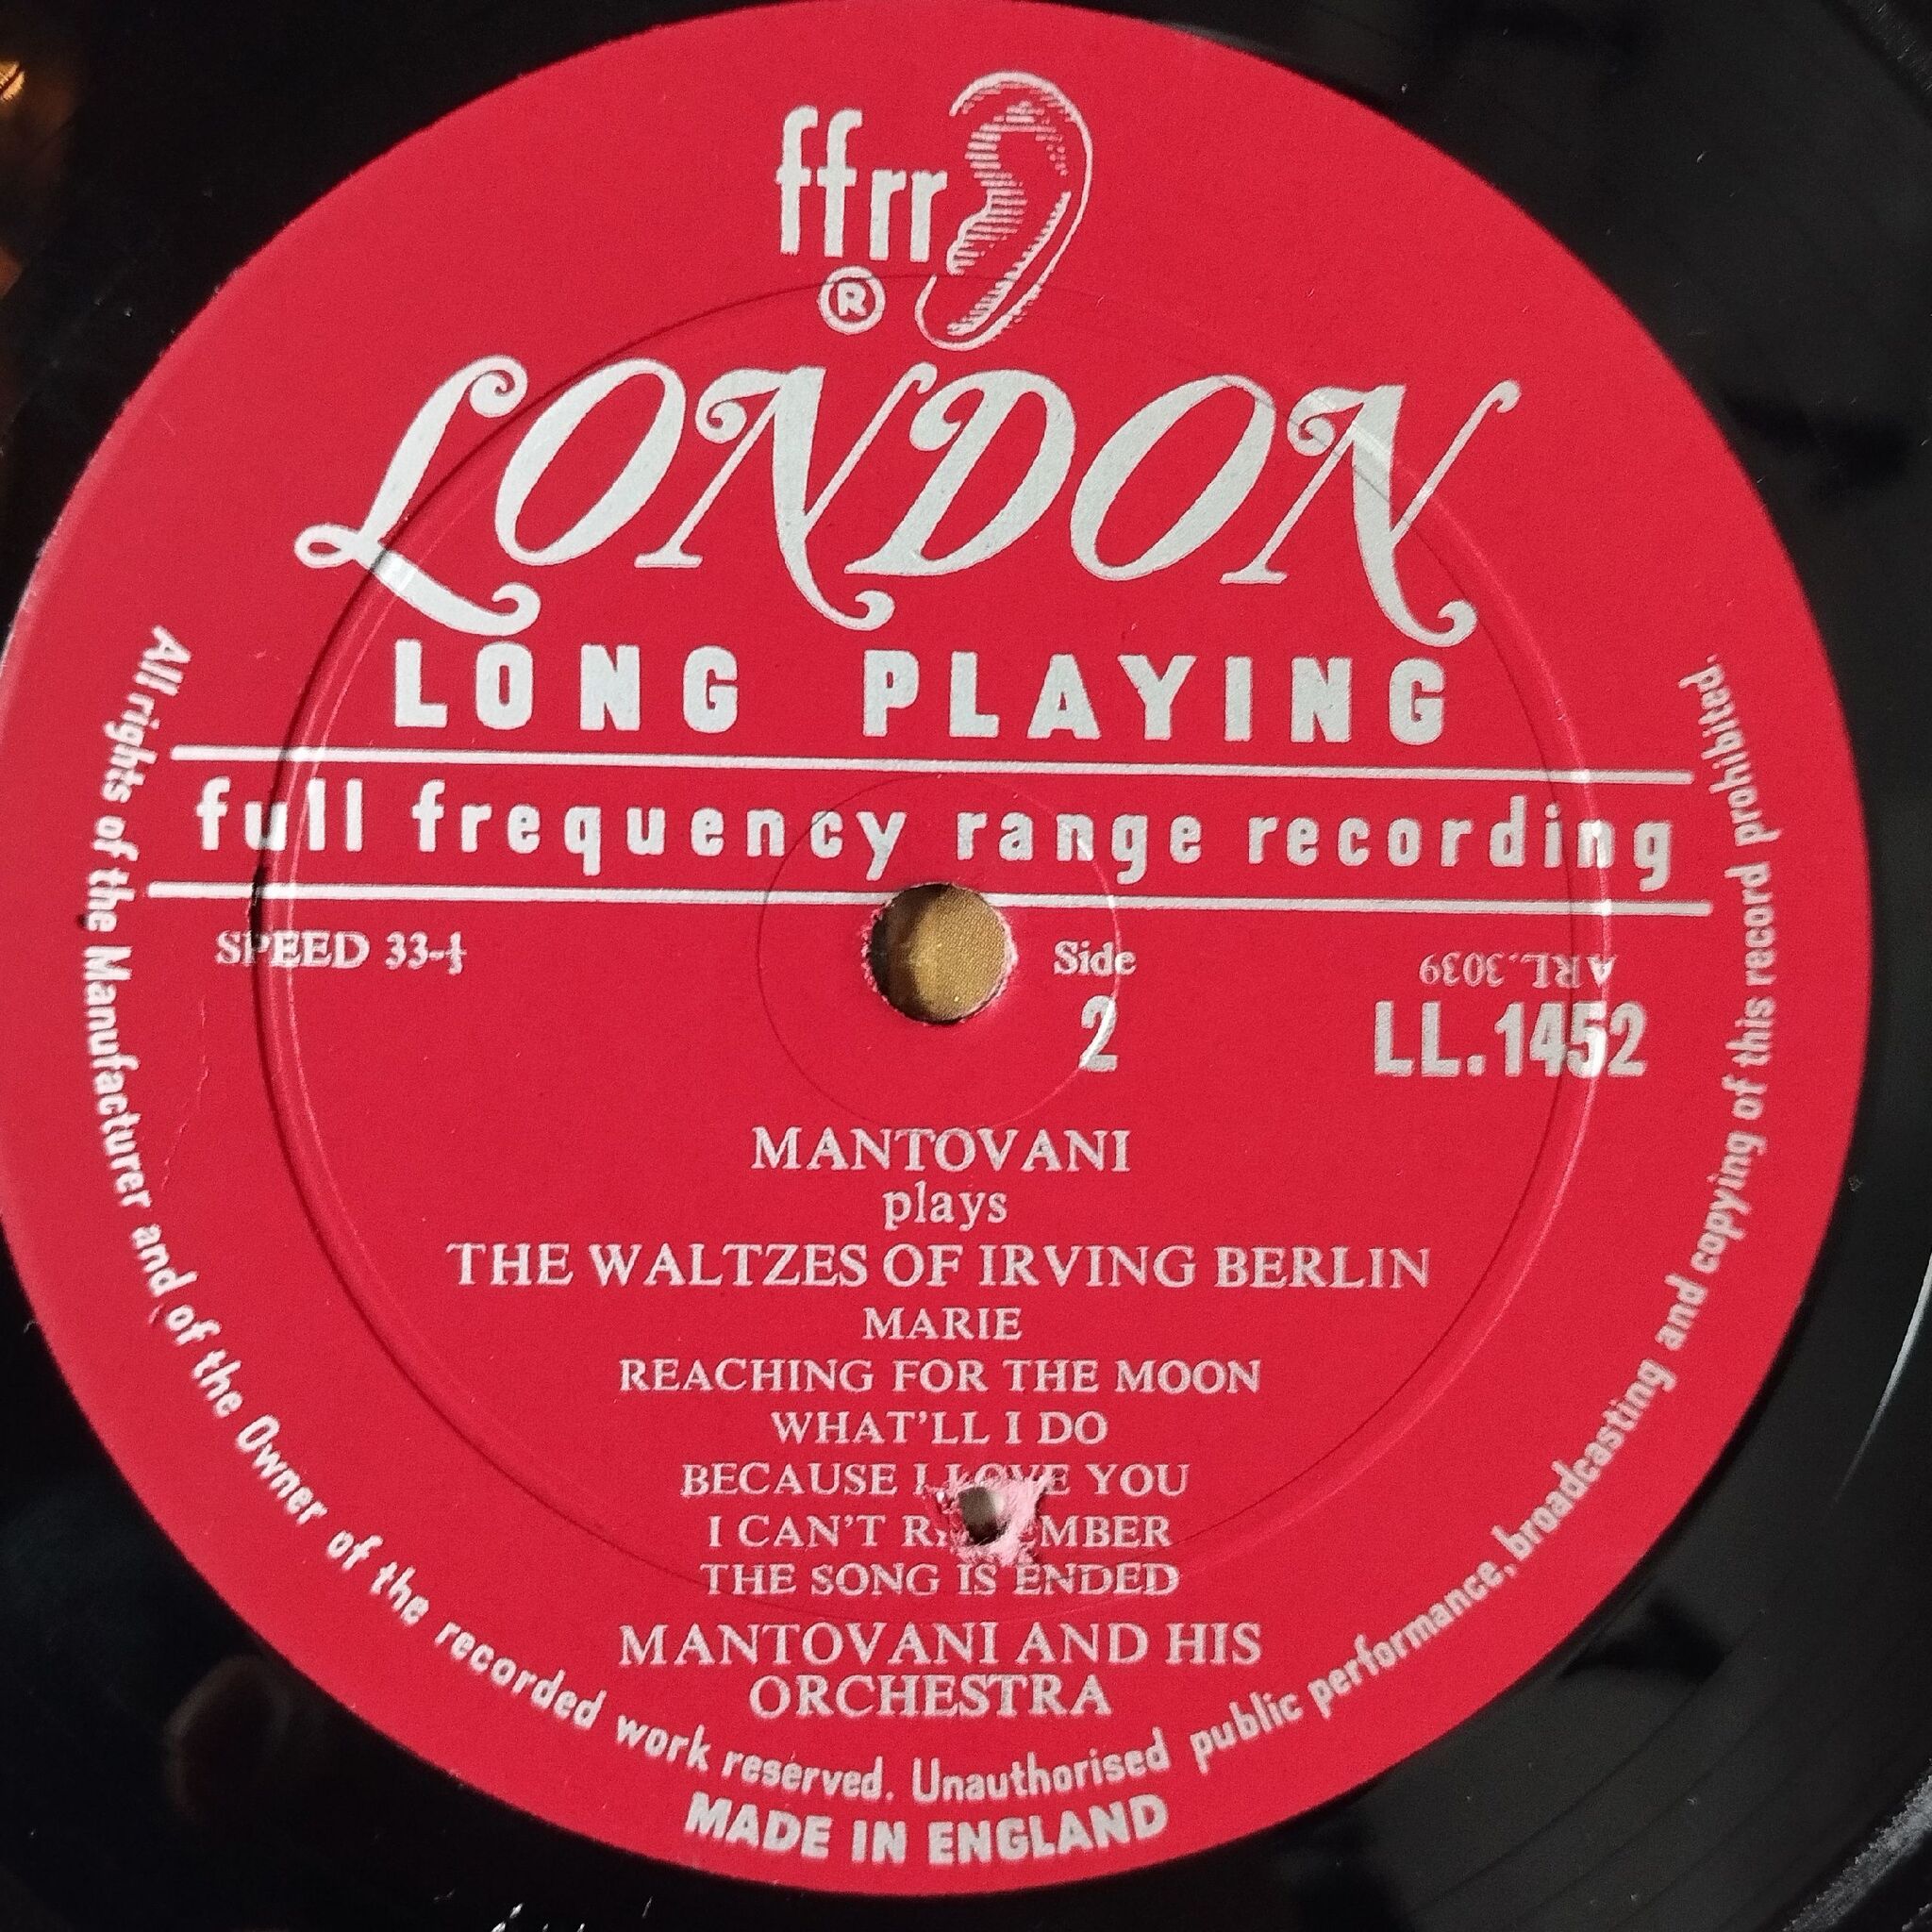 ffrr
®
LONDON
LONG PLAYING
full frequency range recording
SPEED 33-⅓
Side
2
ARL.3039
LL.1452
MANTOVANI
plays
THE WALTZES OF IRVING BERLIN
MARIE
REACHING FOR THE MOON
WHAT'LL I DO
BECAUSE I LOVE YOU
I CAN'T
THE SONG IS ENDED
MANTOVANI AND HIS
ORCHESTRA
All rights of the Manufacturer and of the Owner of the recorded work reserved. Unauthorised public performance, broadcasting and copying of this record prohibited.
MADE IN ENGLAND